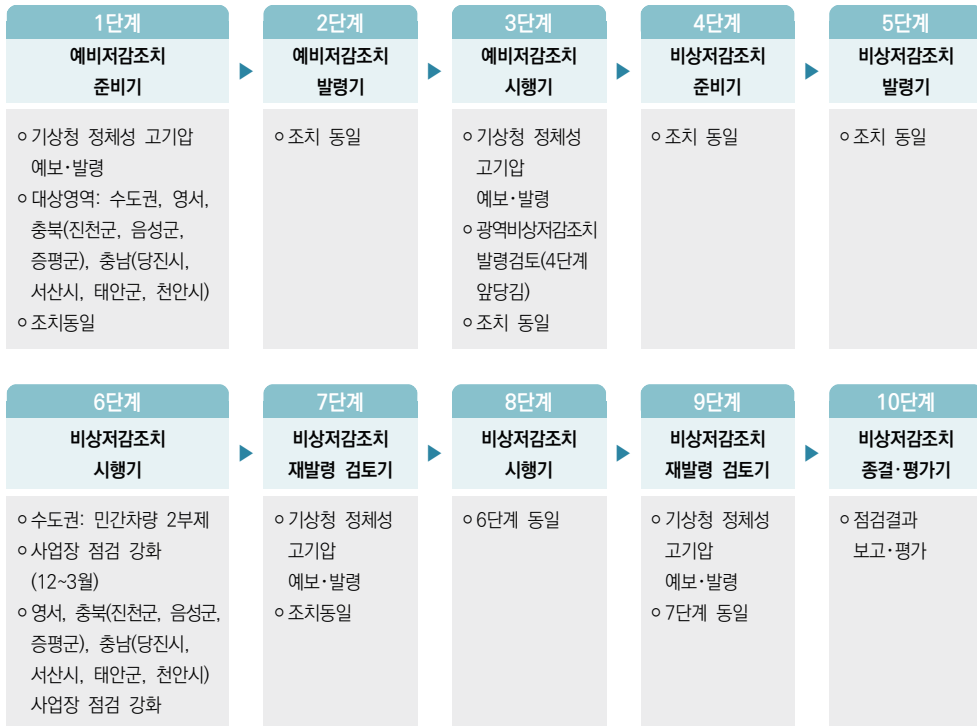 1단계
예비저감조치
준비기
○ 기상청 정체성 고기압
예보･발령
○ 대상영역: 수도권, 영서,
충북(진천군, 음성군,
증평군), 충남(당진시,
서산시, 태안군, 천안시)
○ 조치동일
2단계
예비저감조치
발령기
○ 조치 동일
3단계
예비저감조치
시행기
○ 기상청 정체성
고기압
예보･발령
○ 광역비상저감조치
발령검토(4단계
앞당김)
○ 조치 동일
4단계
비상저감조치
준비기
○ 조치 동일
5단계
비상저감조치
발령기
○ 조치 동일
6단계
비상저감조치
시행기
○ 수도권: 민간차량 2부제
○ 사업장 점검 강화
(12~3월)
○ 영서, 충북(진천군, 음성군,
증평군), 충남(당진시,
서산시, 태안군, 천안시)
사업장 점검 강화
7단계
비상저감조치
재발령 검토기
○ 기상청 정체성
고기압
예보･발령
○ 조치동일
8단계
비상저감조치
시행기
○ 6단계 동일
9단계
비상저감조치
재발령 검토기
○ 기상청 정체성
고기압
예보･발령
○ 7단계 동일
10단계
비상저감조치
종결･평가기
○ 점검결과
보고･평가